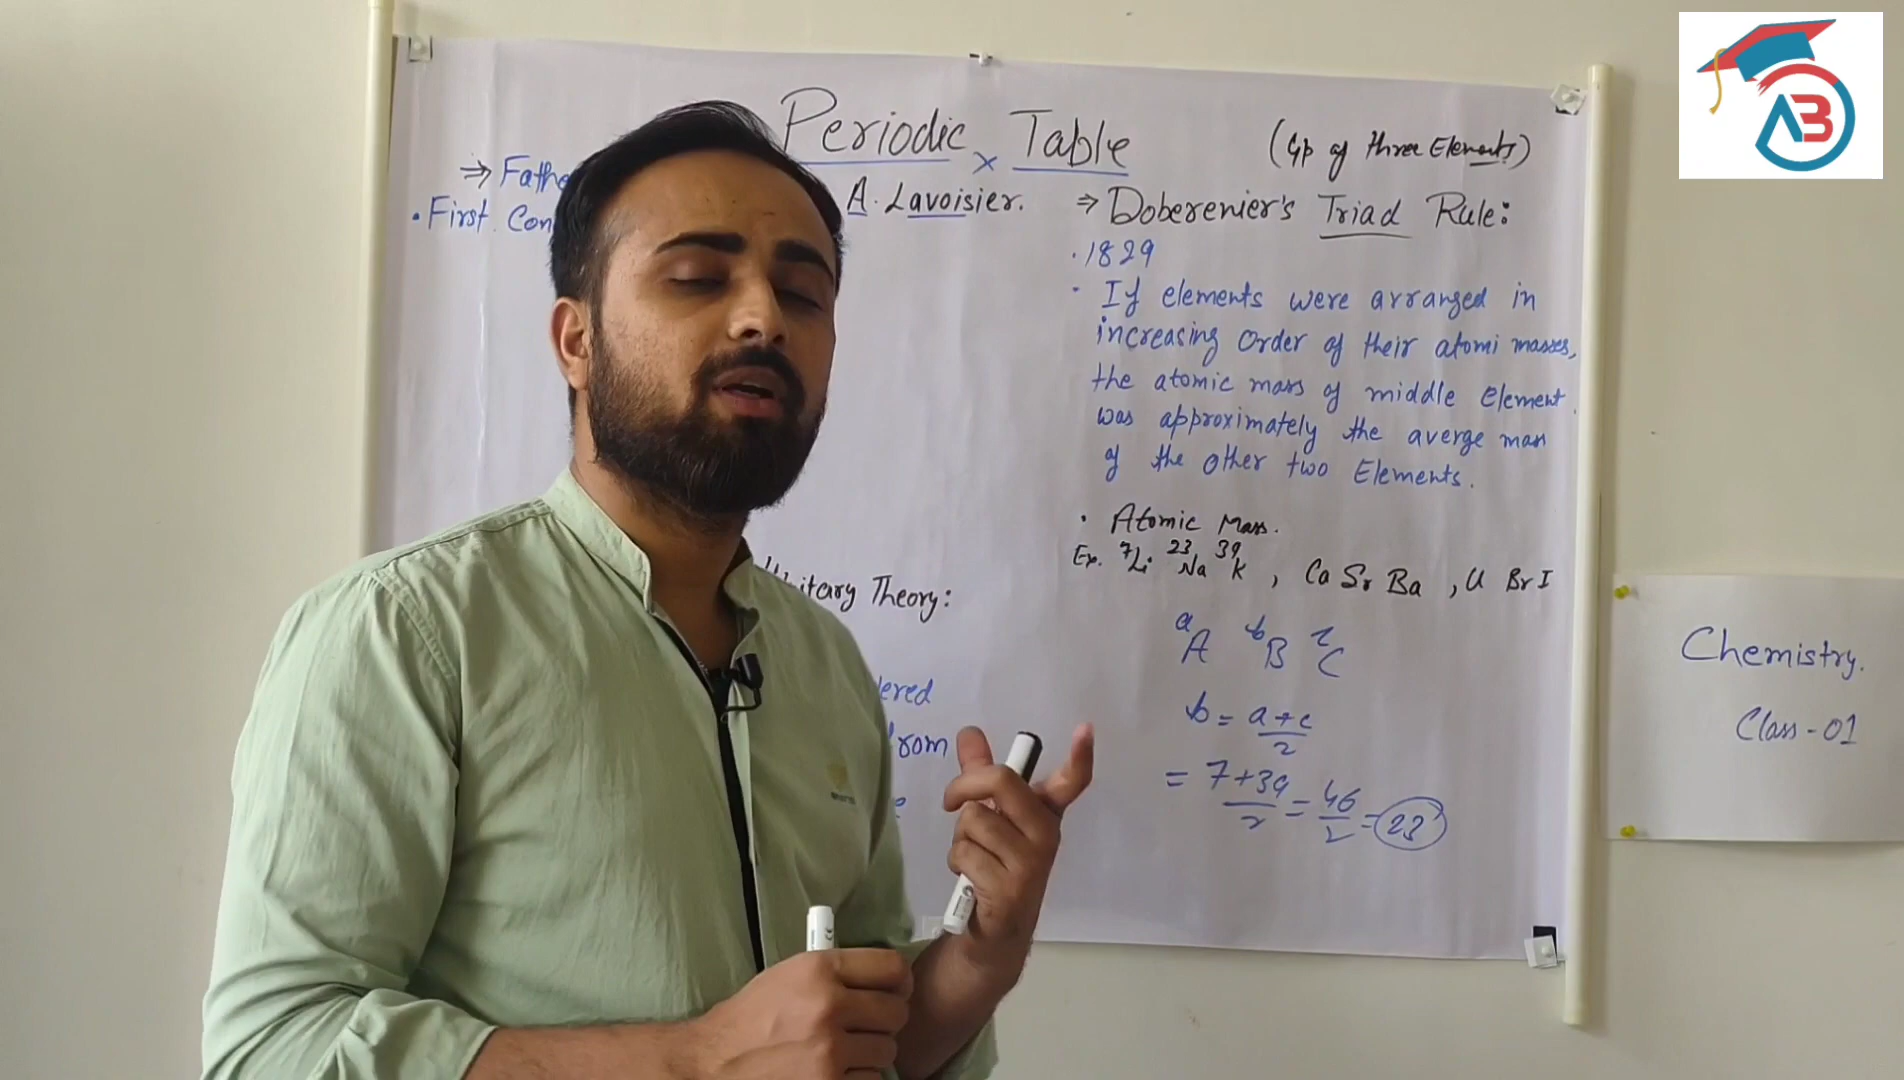 Periodic Table
(Gp of three Elements)
⇒ Fathe
A. Lavoisier.
• First Con
⇒ Doberenier's Triad Rule:
• 1829
• If elements were arranged in
increasing order of their atomi masses,
the atomic mass of middle Element
was approximately the averge mass
of the other two Elements.
• Atomic Mass.
Ex. ⁷Li ²³Na ³⁹K , Ca Sr Ba , Cl Br I
itary Theory:
ered
rom
ᵃA ᵇB ᶜC
b = a+c/2
= 7+39/2 = 46/2 = 23
Chemistry.
Class-01
AB